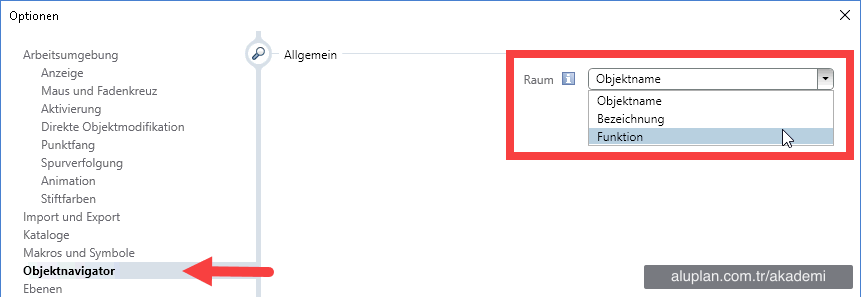 Optionen
Arbeitsumgebung
Anzeige
Maus und Fadenkreuz
Aktivierung
Direkte Objektmodifikation
Punktfang
Spurverfolgung
Animation
Stiftfarben
Import und Export
Kataloge
Makros und Symbole
Objektnavigator
Ebenen
Allgemein
Raum
Objektname
Objektname
Bezeichnung
Funktion
aluplan.com.tr/akademi